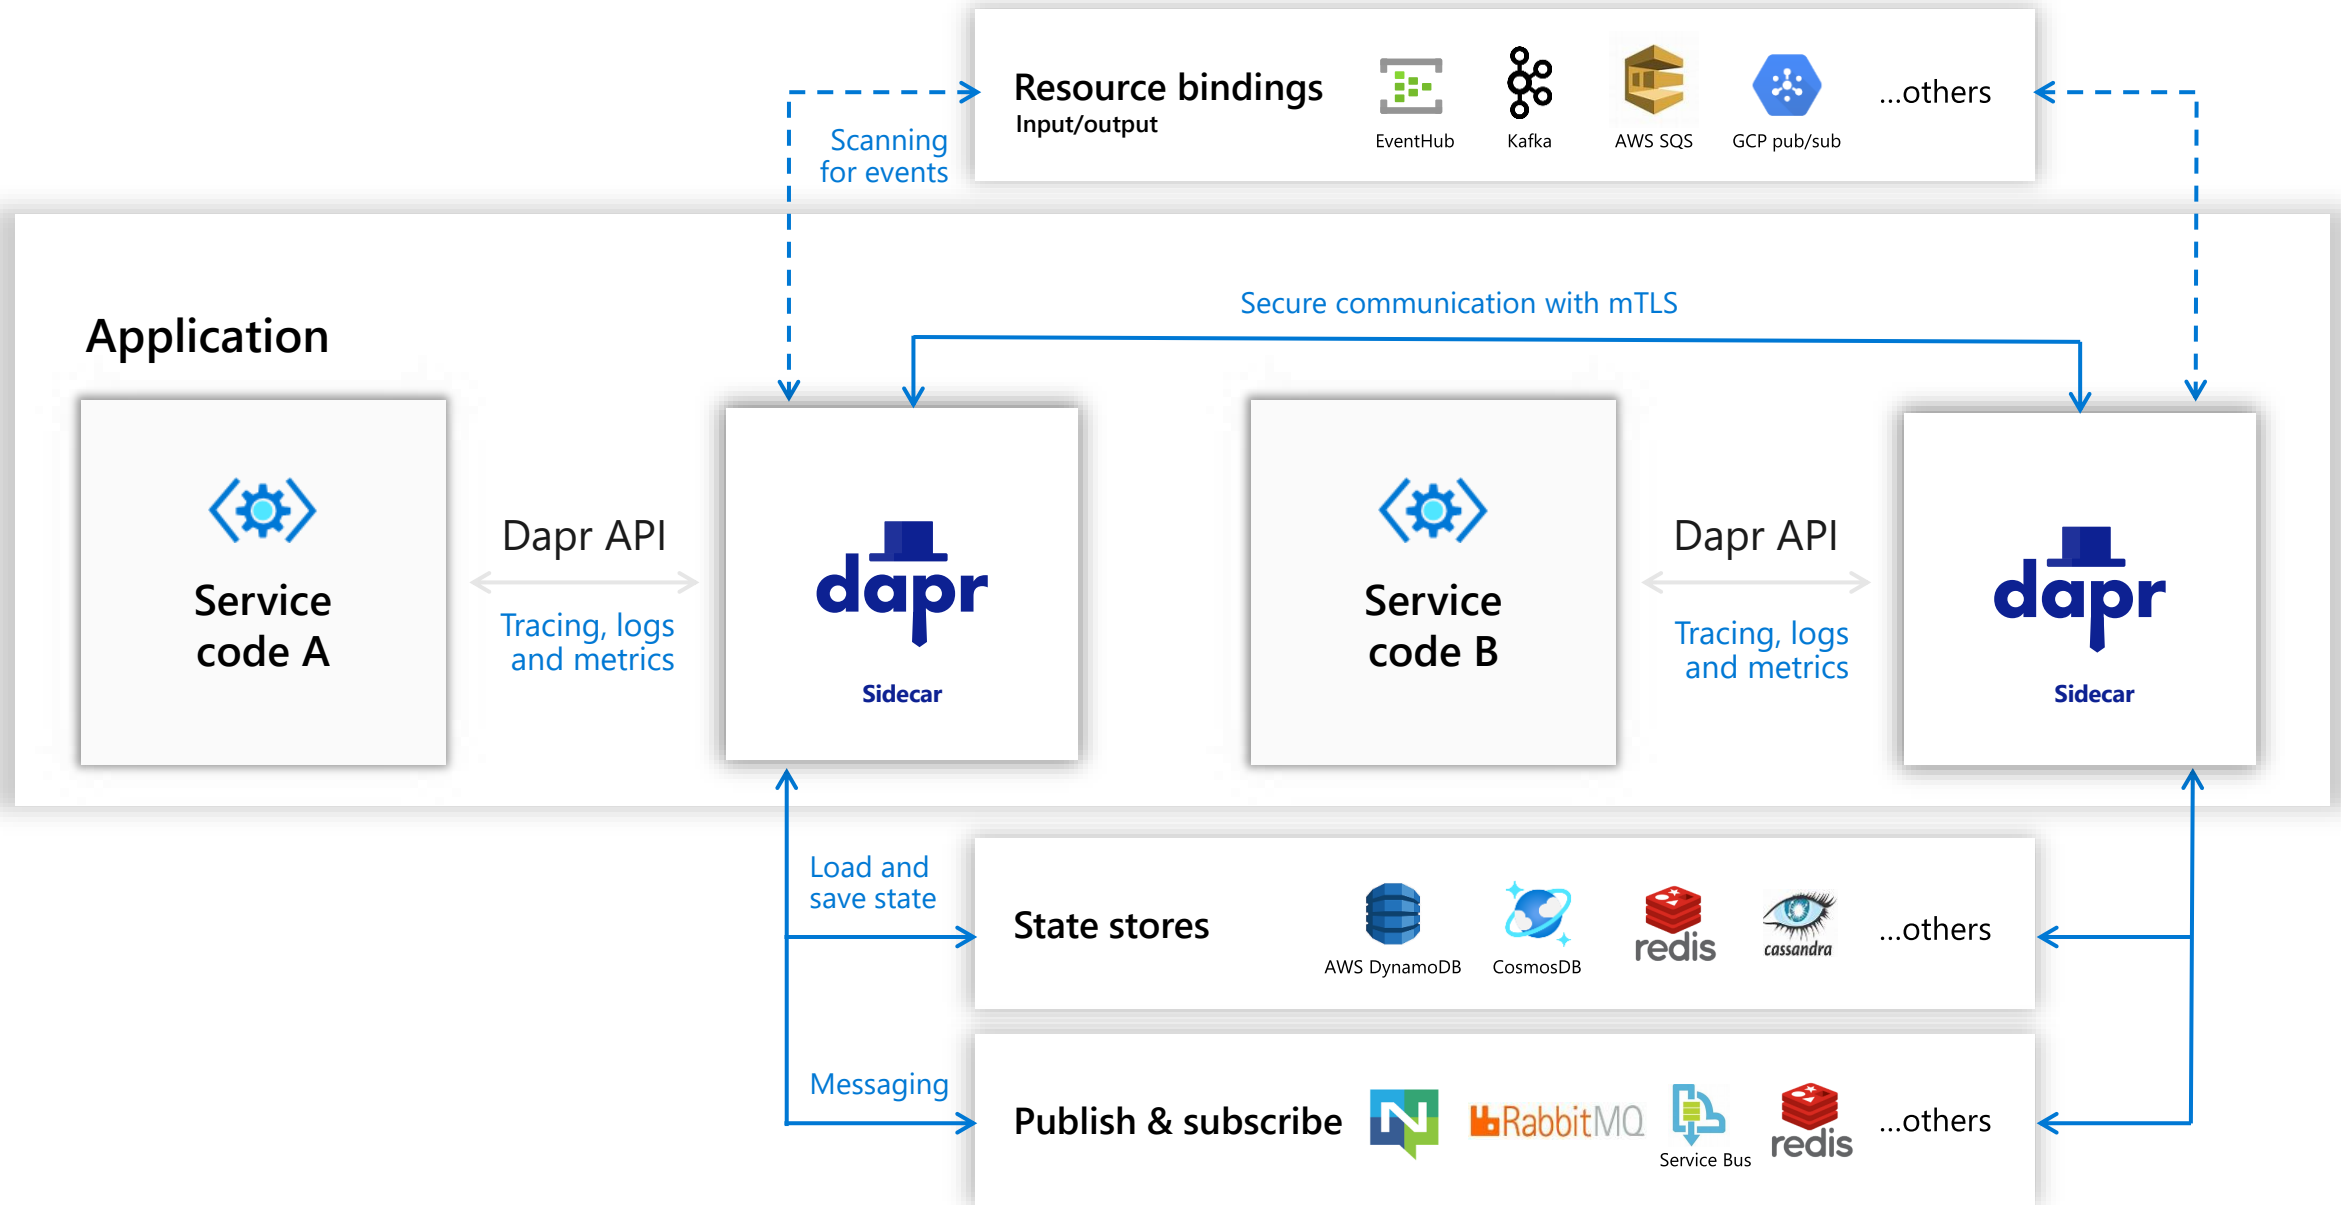 Resource bindings
Input/output
EventHub
Kafka
AWS SQS
GCP pub/sub
...others
Scanning
for events
Application
Secure communication with mTLS
Service
code A
Dapr API
Tracing, logs
and metrics
dapr
Sidecar
Service
code B
Dapr API
Tracing, logs
and metrics
dapr
Sidecar
Load and
save state
State stores
AWS DynamoDB
CosmosDB
redis
cassandra
...others
Messaging
Publish & subscribe
N
RabbitMQ
Service Bus
redis
...others